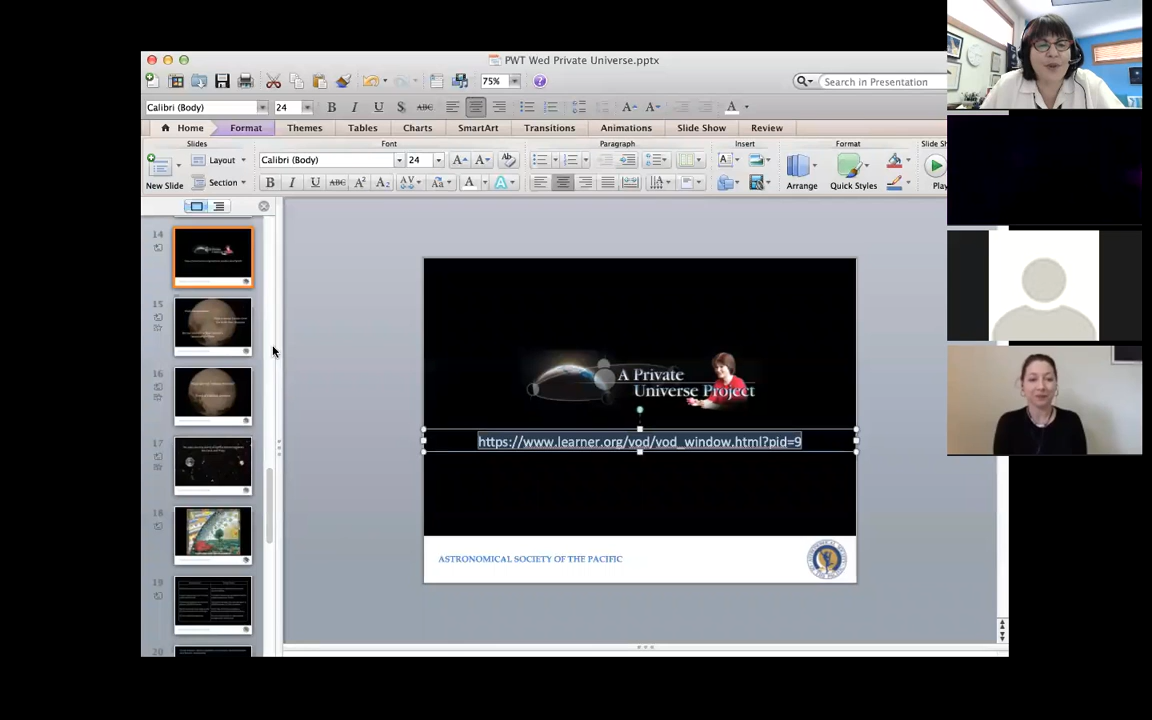 PWT Wed Private Universe.pptx
75%
Search in Presentation
Calibri (Body)
24
Home
Format
Themes
Tables
Charts
SmartArt
Transitions
Animations
Slide Show
Review
Slides
Font
Paragraph
Insert
Format
Slide Sh
New Slide
Layout
Section
Calibri (Body)
24
Arrange
Quick Styles
Play
14
15
16
17
18
19
20
A Private
Universe Project
https://www.learner.org/vod/vod_window.html?pid=9
ASTRONOMICAL SOCIETY OF THE PACIFIC